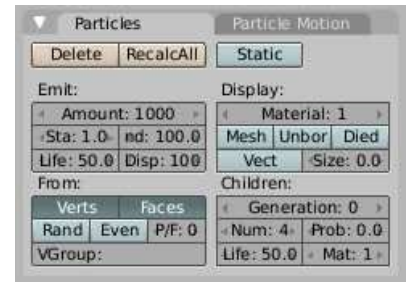 Particles Particle Motion
Delete RecalcAll Static
Emit: Display:
Amount: 1000 Material: 1
Sta: 1.0 nd: 100.0 Mesh Unbor Died
Life: 50.0 Disp: 100 Vect Size: 0.0
From: Children:
Verts Faces Generation: 0
Rand Even P/F: 0 Num: 4 Prob: 0.0
VGroup: Life: 50.0 Mat: 1